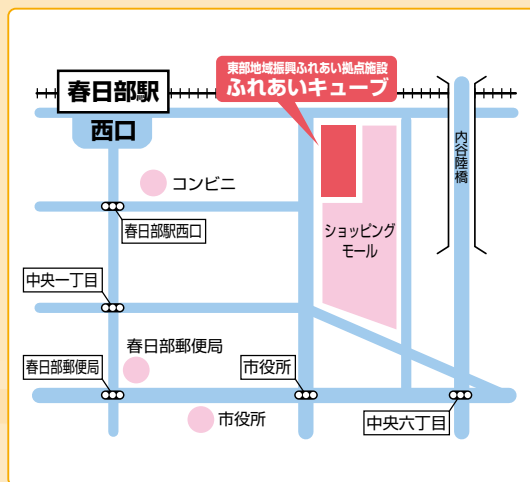 東部地域振興ふれあい拠点施設
ふれあいキューブ
春日部駅
西口
内谷陸橋
コンビニ
春日部駅西口
ショッピング
モール
中央一丁目
春日部郵便局
春日部郵便局
市役所
市役所
中央六丁目